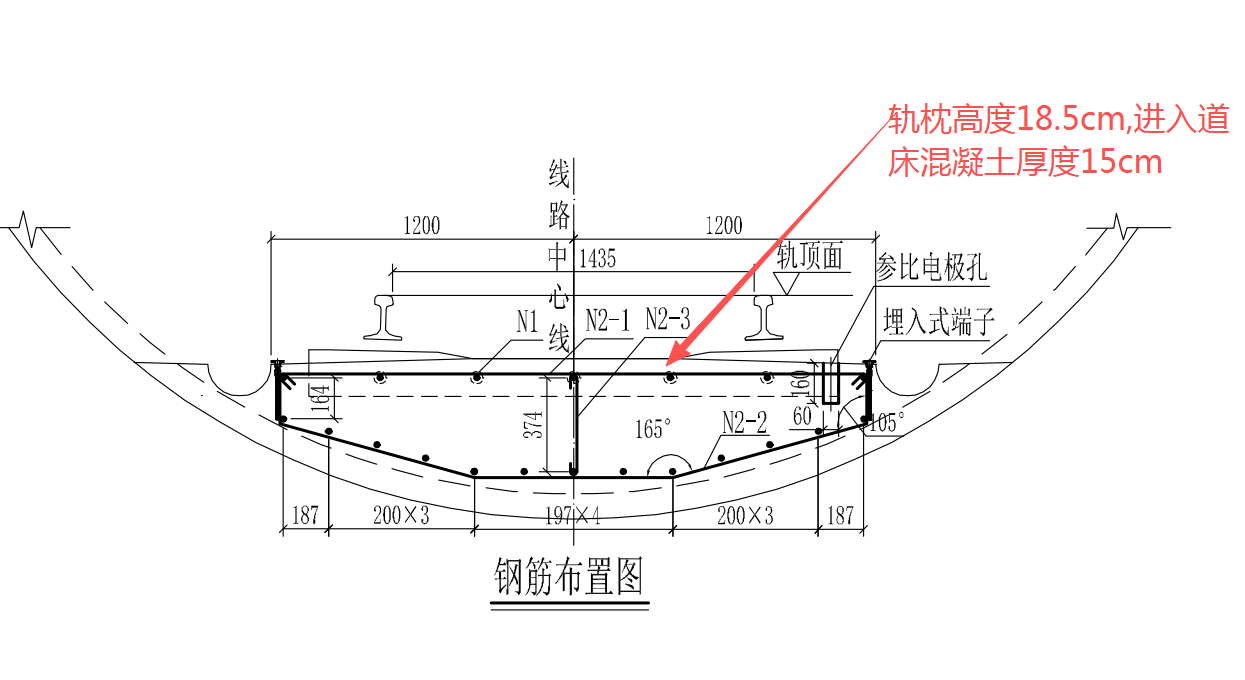 轨枕高度18.5cm,进入道
床混凝土厚度15cm
线路中心线
1200
1200
1435
轨顶面
参比电极孔
N1
N2-1
N2-3
埋入式端子
164
374
165°
N2-2
160
60
105°
187
200×3
197×4
200×3
187
钢筋布置图